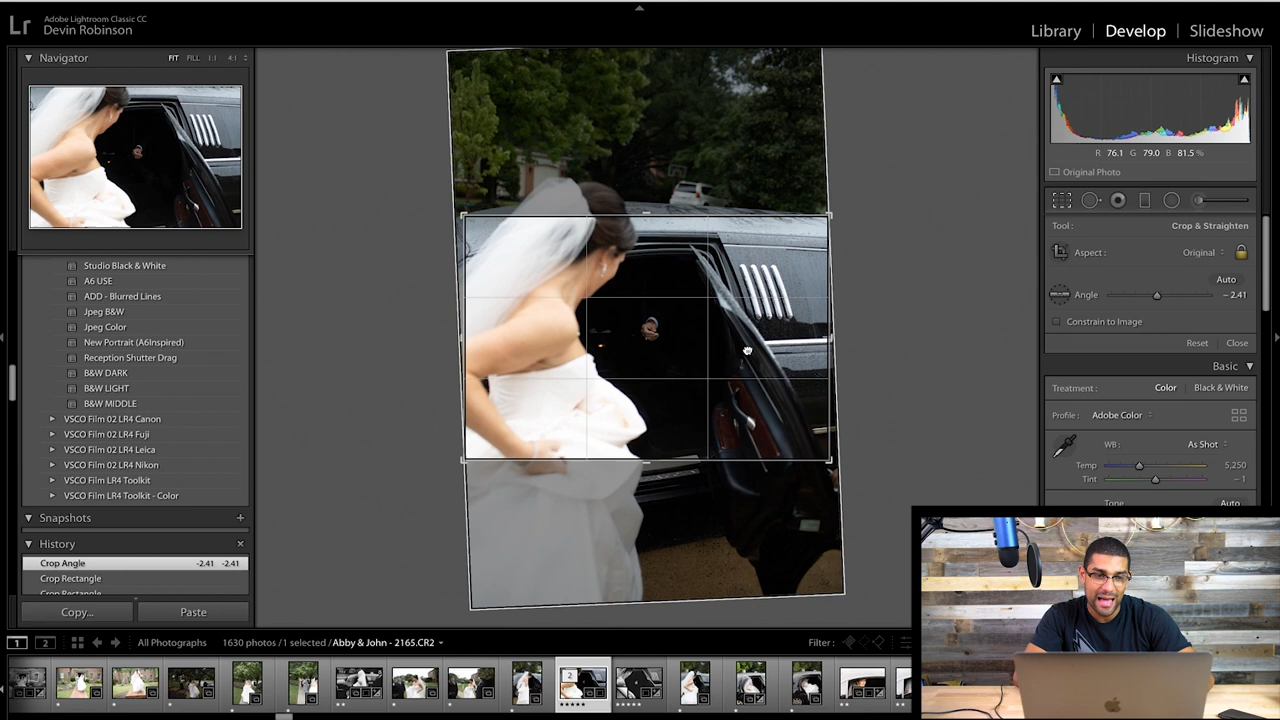 Lr
Adobe Lightroom Classic CC
Devin Robinson
Library | Develop | Slideshow
Navigator FIT FILL 1:1 4:1
Histogram
R 76.1 G 79.0 B 81.5 %
Original Photo
Tool : Crop & Straighten
Aspect : Original
Auto
Angle – 2.41
Constrain to Image
Reset Close
Basic
Treatment : Color Black & White
Profile : Adobe Color
WB : As Shot
Temp 5,250
Tint – 1
Tone Auto
Studio Black & White
A6 USE
ADD - Blurred Lines
Jpeg B&W
Jpeg Color
New Portrait (A6Inspired)
Reception Shutter Drag
B&W DARK
B&W LIGHT
B&W MIDDLE
VSCO Film 02 LR4 Canon
VSCO Film 02 LR4 Fuji
VSCO Film 02 LR4 Leica
VSCO Film 02 LR4 Nikon
VSCO Film LR4 Toolkit
VSCO Film LR4 Toolkit - Color
Snapshots +
History
Crop Angle -2.41 -2.41
Crop Rectangle
Crop Rectangle
Copy... Paste
1 2 All Photographs 1630 photos / 1 selected / Abby & John - 2165.CR2 Filter :
2